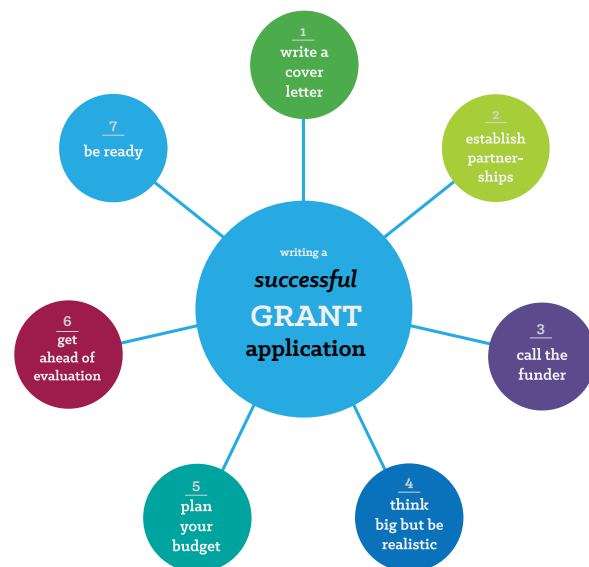 writing a
successful
GRANT
application
1
write a
cover
letter
2
establish
partner-
ships
3
call the
funder
4
think
big but be
realistic
5
plan
your
budget
6
get
ahead of
evaluation
7
be ready